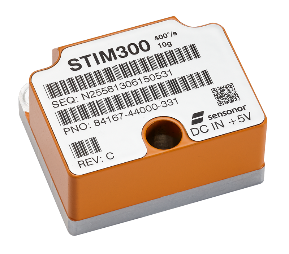 STIM300 400°/s
10g
SEQ: N25581306150531
PNO: 84167-44000-331
REV: C
sensonor
DC IN +5V